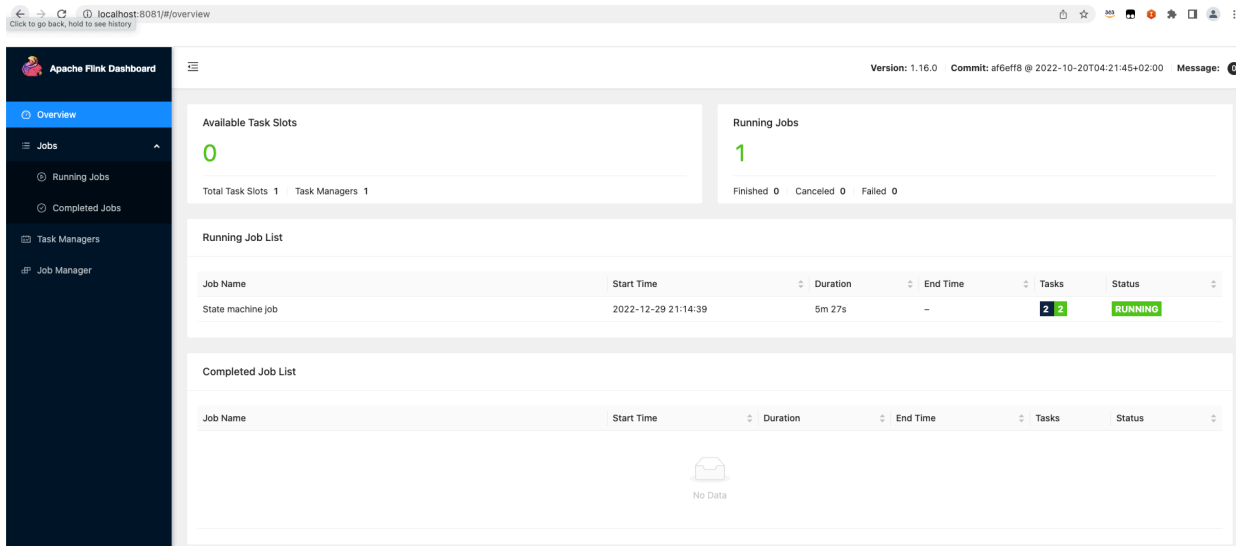 localhost:8081/#/overview
Click to go back, hold to see history
Apache Flink Dashboard
Version: 1.16.0 Commit: af6eff8 @ 2022-10-20T04:21:45+02:00 Message: 0
Overview
Jobs
Running Jobs
Completed Jobs
Task Managers
Job Manager
Available Task Slots
0
Total Task Slots 1 Task Managers 1
Running Jobs
1
Finished 0 Canceled 0 Failed 0
Running Job List
Job Name Start Time Duration End Time Tasks Status
State machine job 2022-12-29 21:14:39 5m 27s – 2 2 RUNNING
Completed Job List
Job Name Start Time Duration End Time Tasks Status
No Data